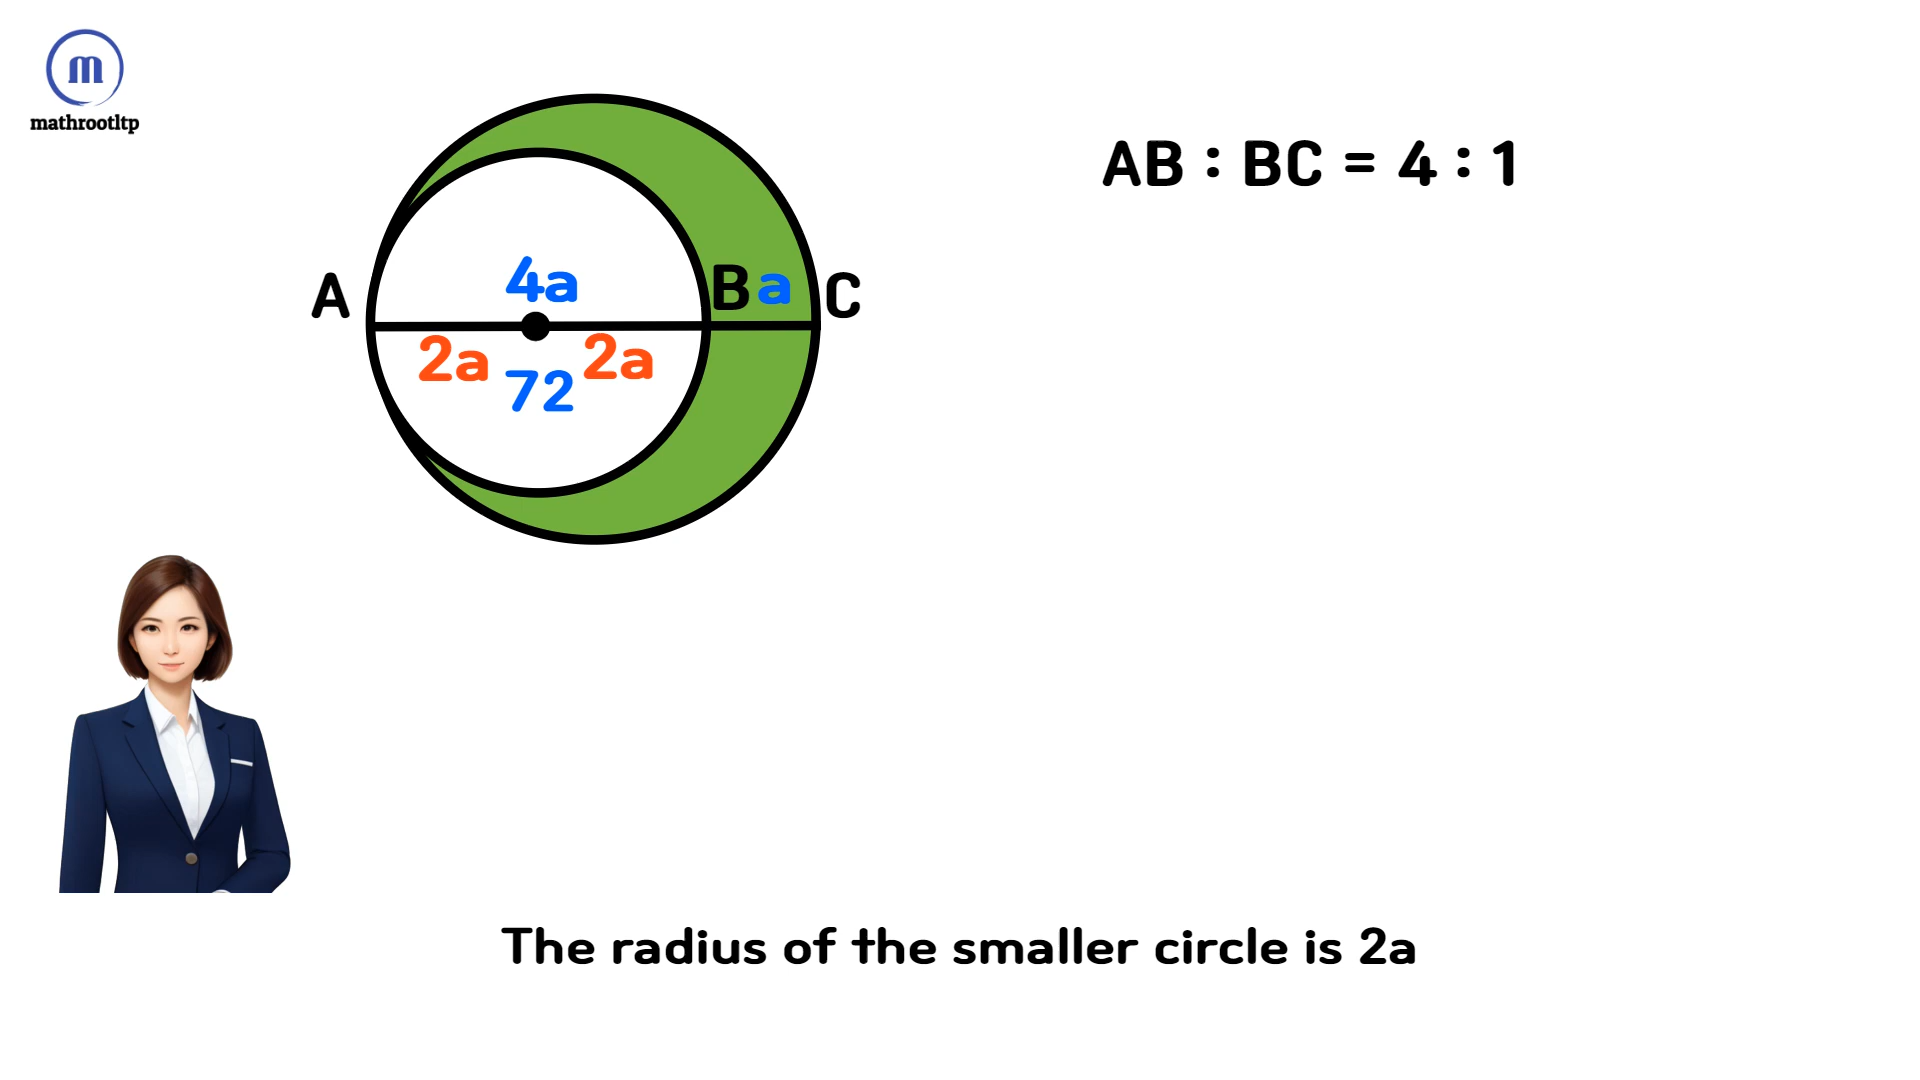 m
mathrootltp
AB : BC = 4 : 1
4a
A
B a C
2a 2a
72
The radius of the smaller circle is 2a